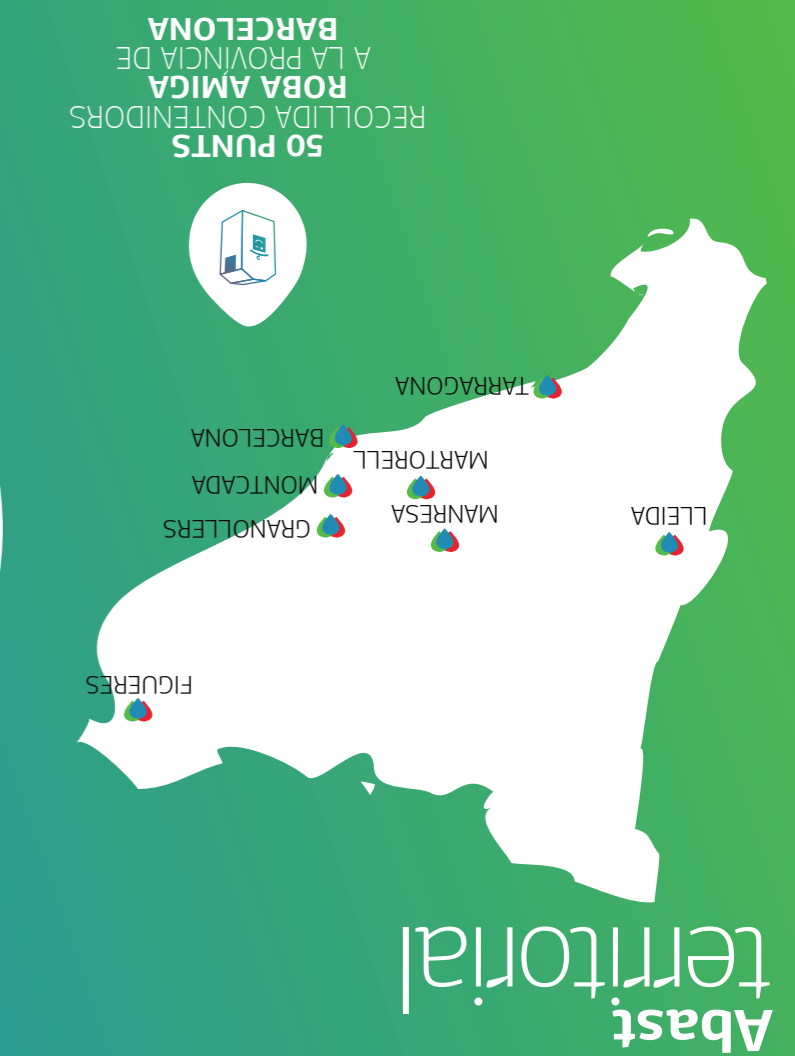 Abast
territorial
FIGUERES
LLEIDA
MANRESA
GRANOLLERS
MONTCADA
MARTORELL
BARCELONA
TARRAGONA
50 PUNTS
RECOLLIDA CONTENIDORS
ROBA AMIGA
A LA PROVÍNCIA DE
BARCELONA